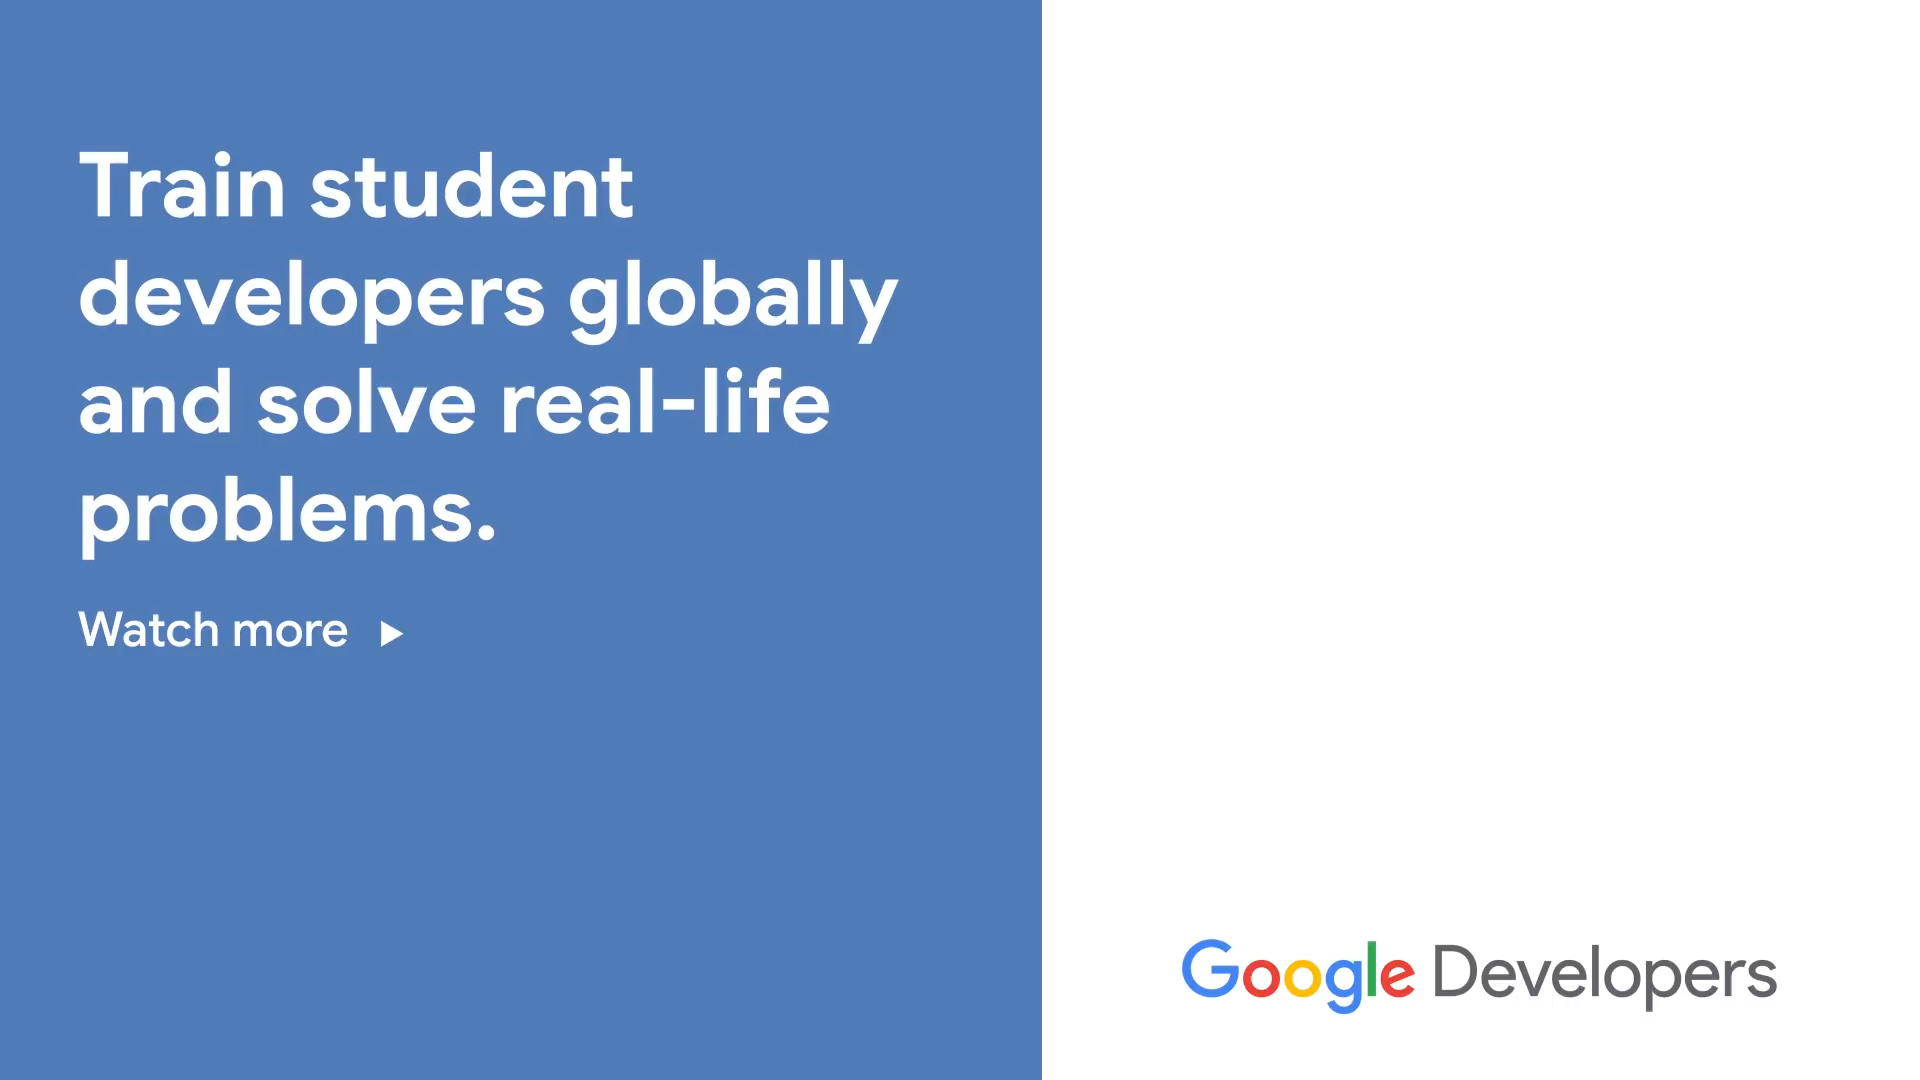 Train student
developers globally
and solve real-life
problems.
Watch more
Google Developers